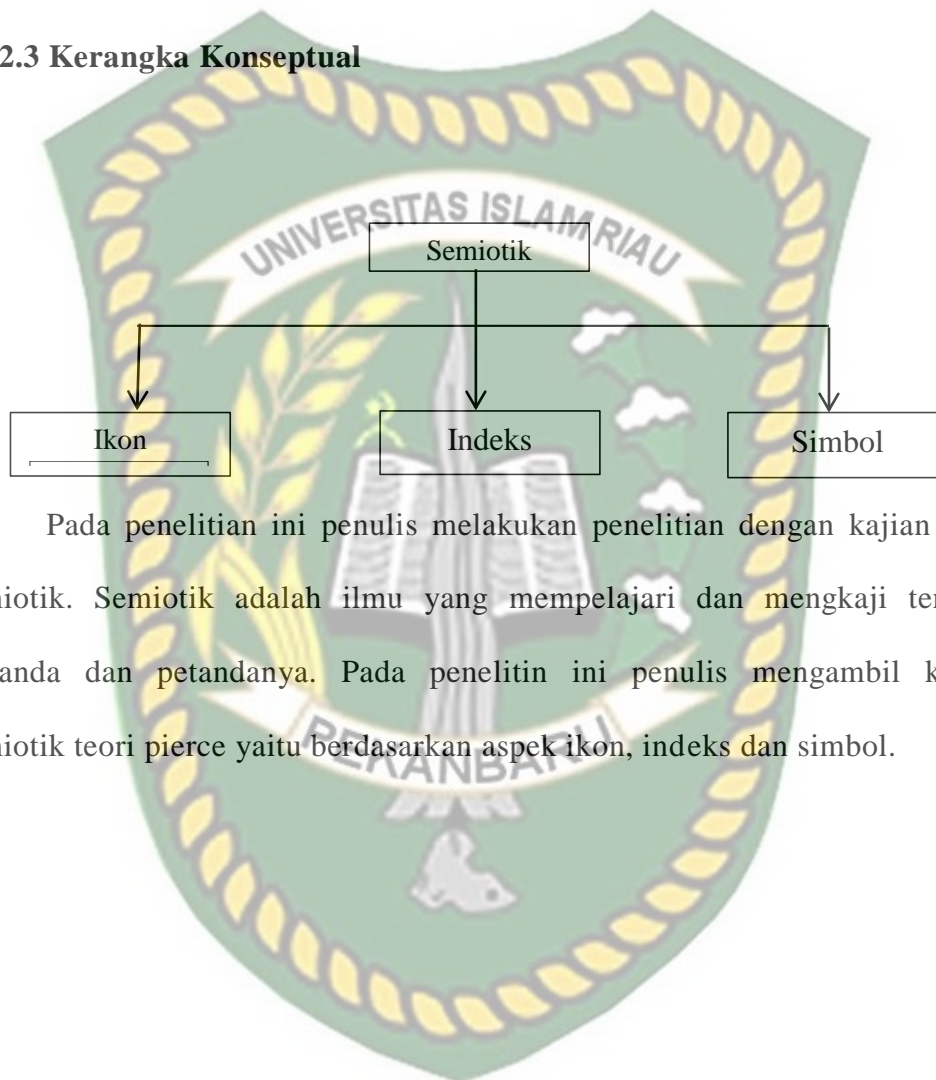 2.3 Kerangka Konseptual
UNIVERSITAS ISLAM RIAU
Semiotik
Ikon Indeks Simbol
Pada penelitian ini penulis melakukan penelitian dengan kajian
miotik. Semiotik adalah ilmu yang mempelajari dan mengkaji ten
anda dan petandanya. Pada penelitin ini penulis mengambil k
miotik teori pierce yaitu berdasarkan aspek ikon, indeks dan simbol.
PEKANBARU